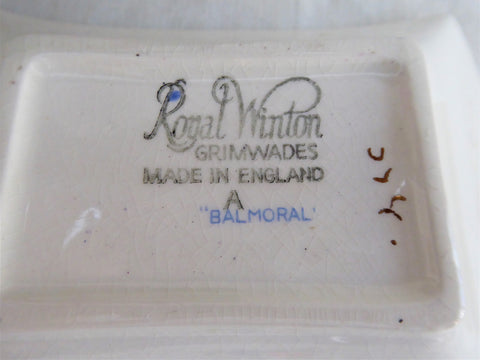 Royal Winton
GRIMWADES
MADE IN ENGLAND
A
"BALMORAL"